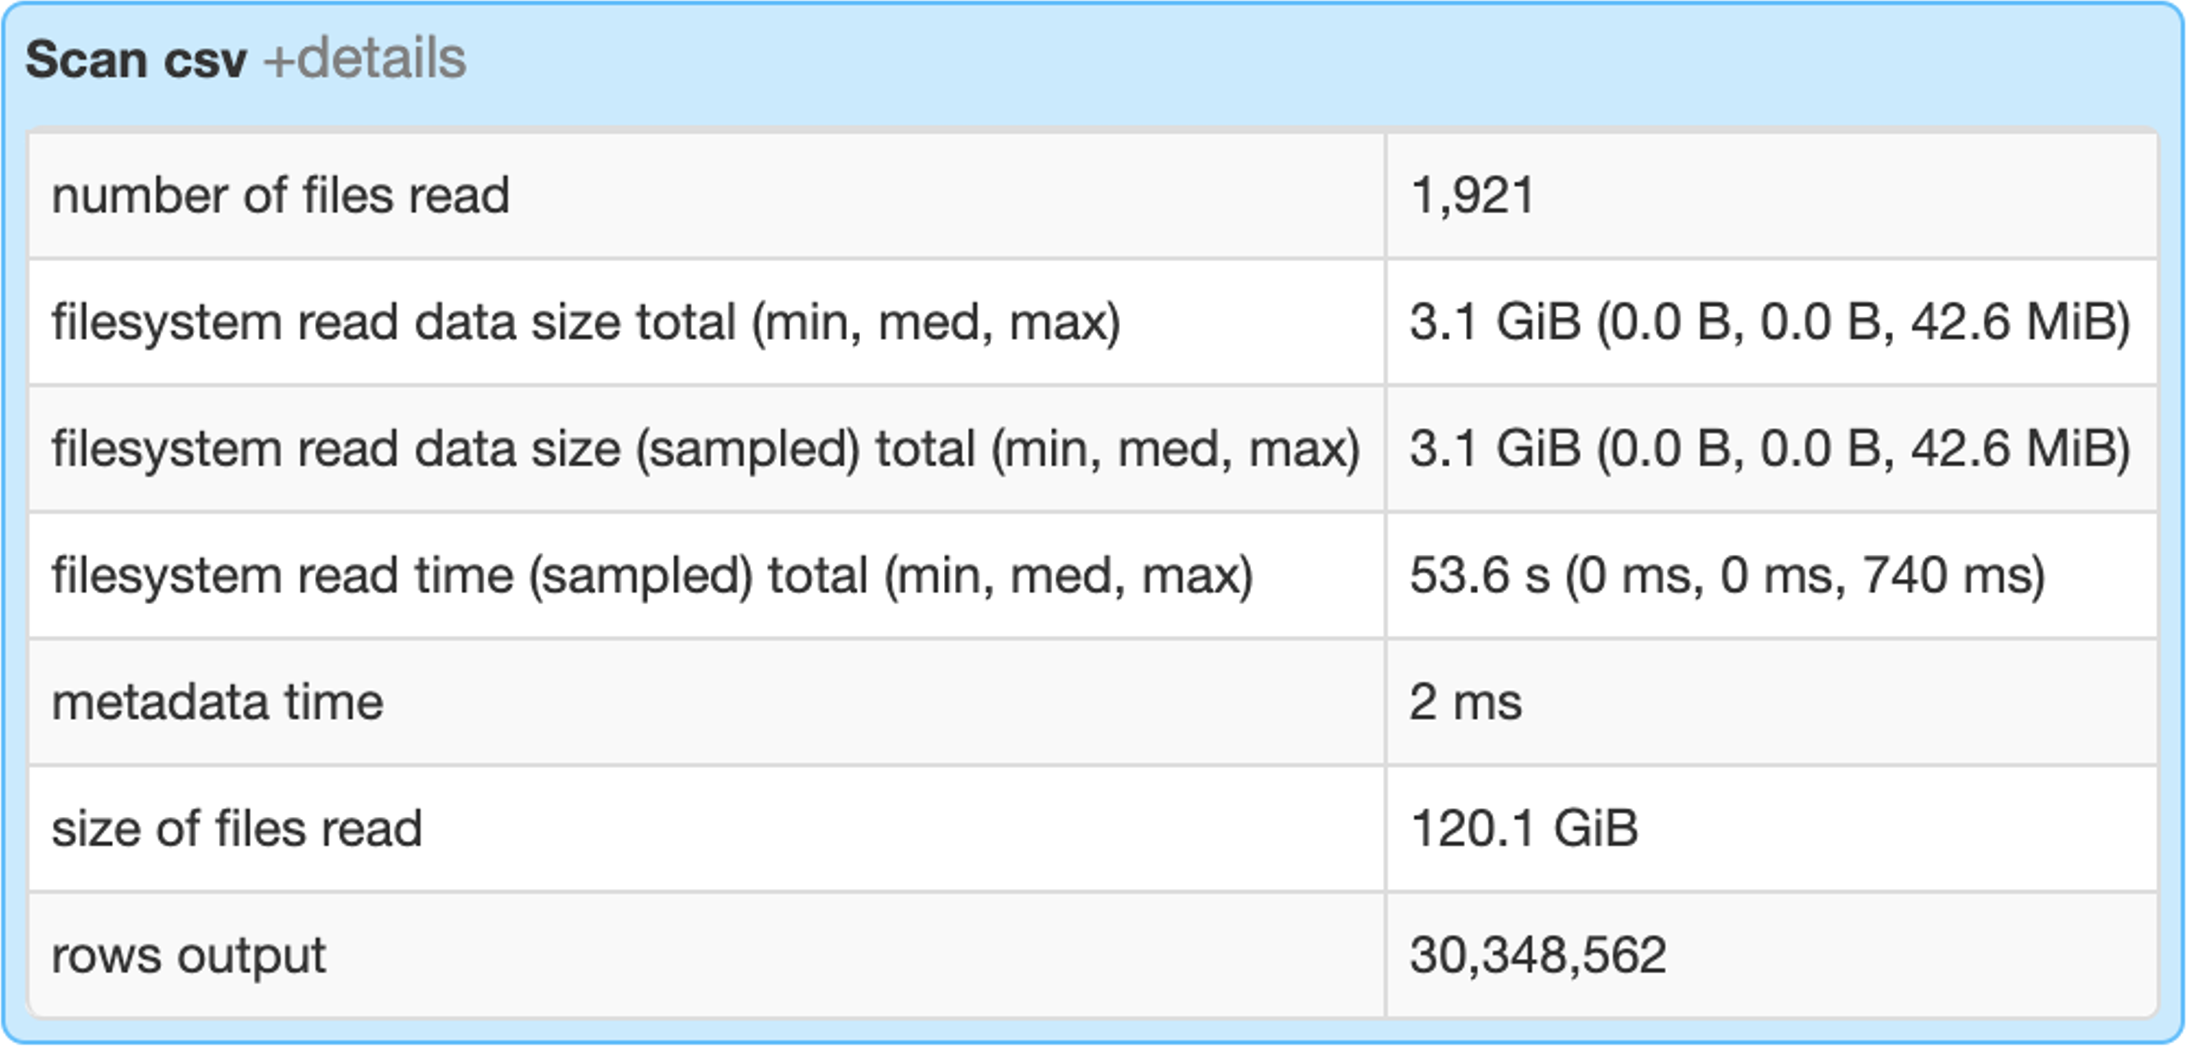 Scan csv +details
number of files read 1,921
filesystem read data size total (min, med, max) 3.1 GiB (0.0 B, 0.0 B, 42.6 MiB)
filesystem read data size (sampled) total (min, med, max) 3.1 GiB (0.0 B, 0.0 B, 42.6 MiB)
filesystem read time (sampled) total (min, med, max) 53.6 s (0 ms, 0 ms, 740 ms)
metadata time 2 ms
size of files read 120.1 GiB
rows output 30,348,562